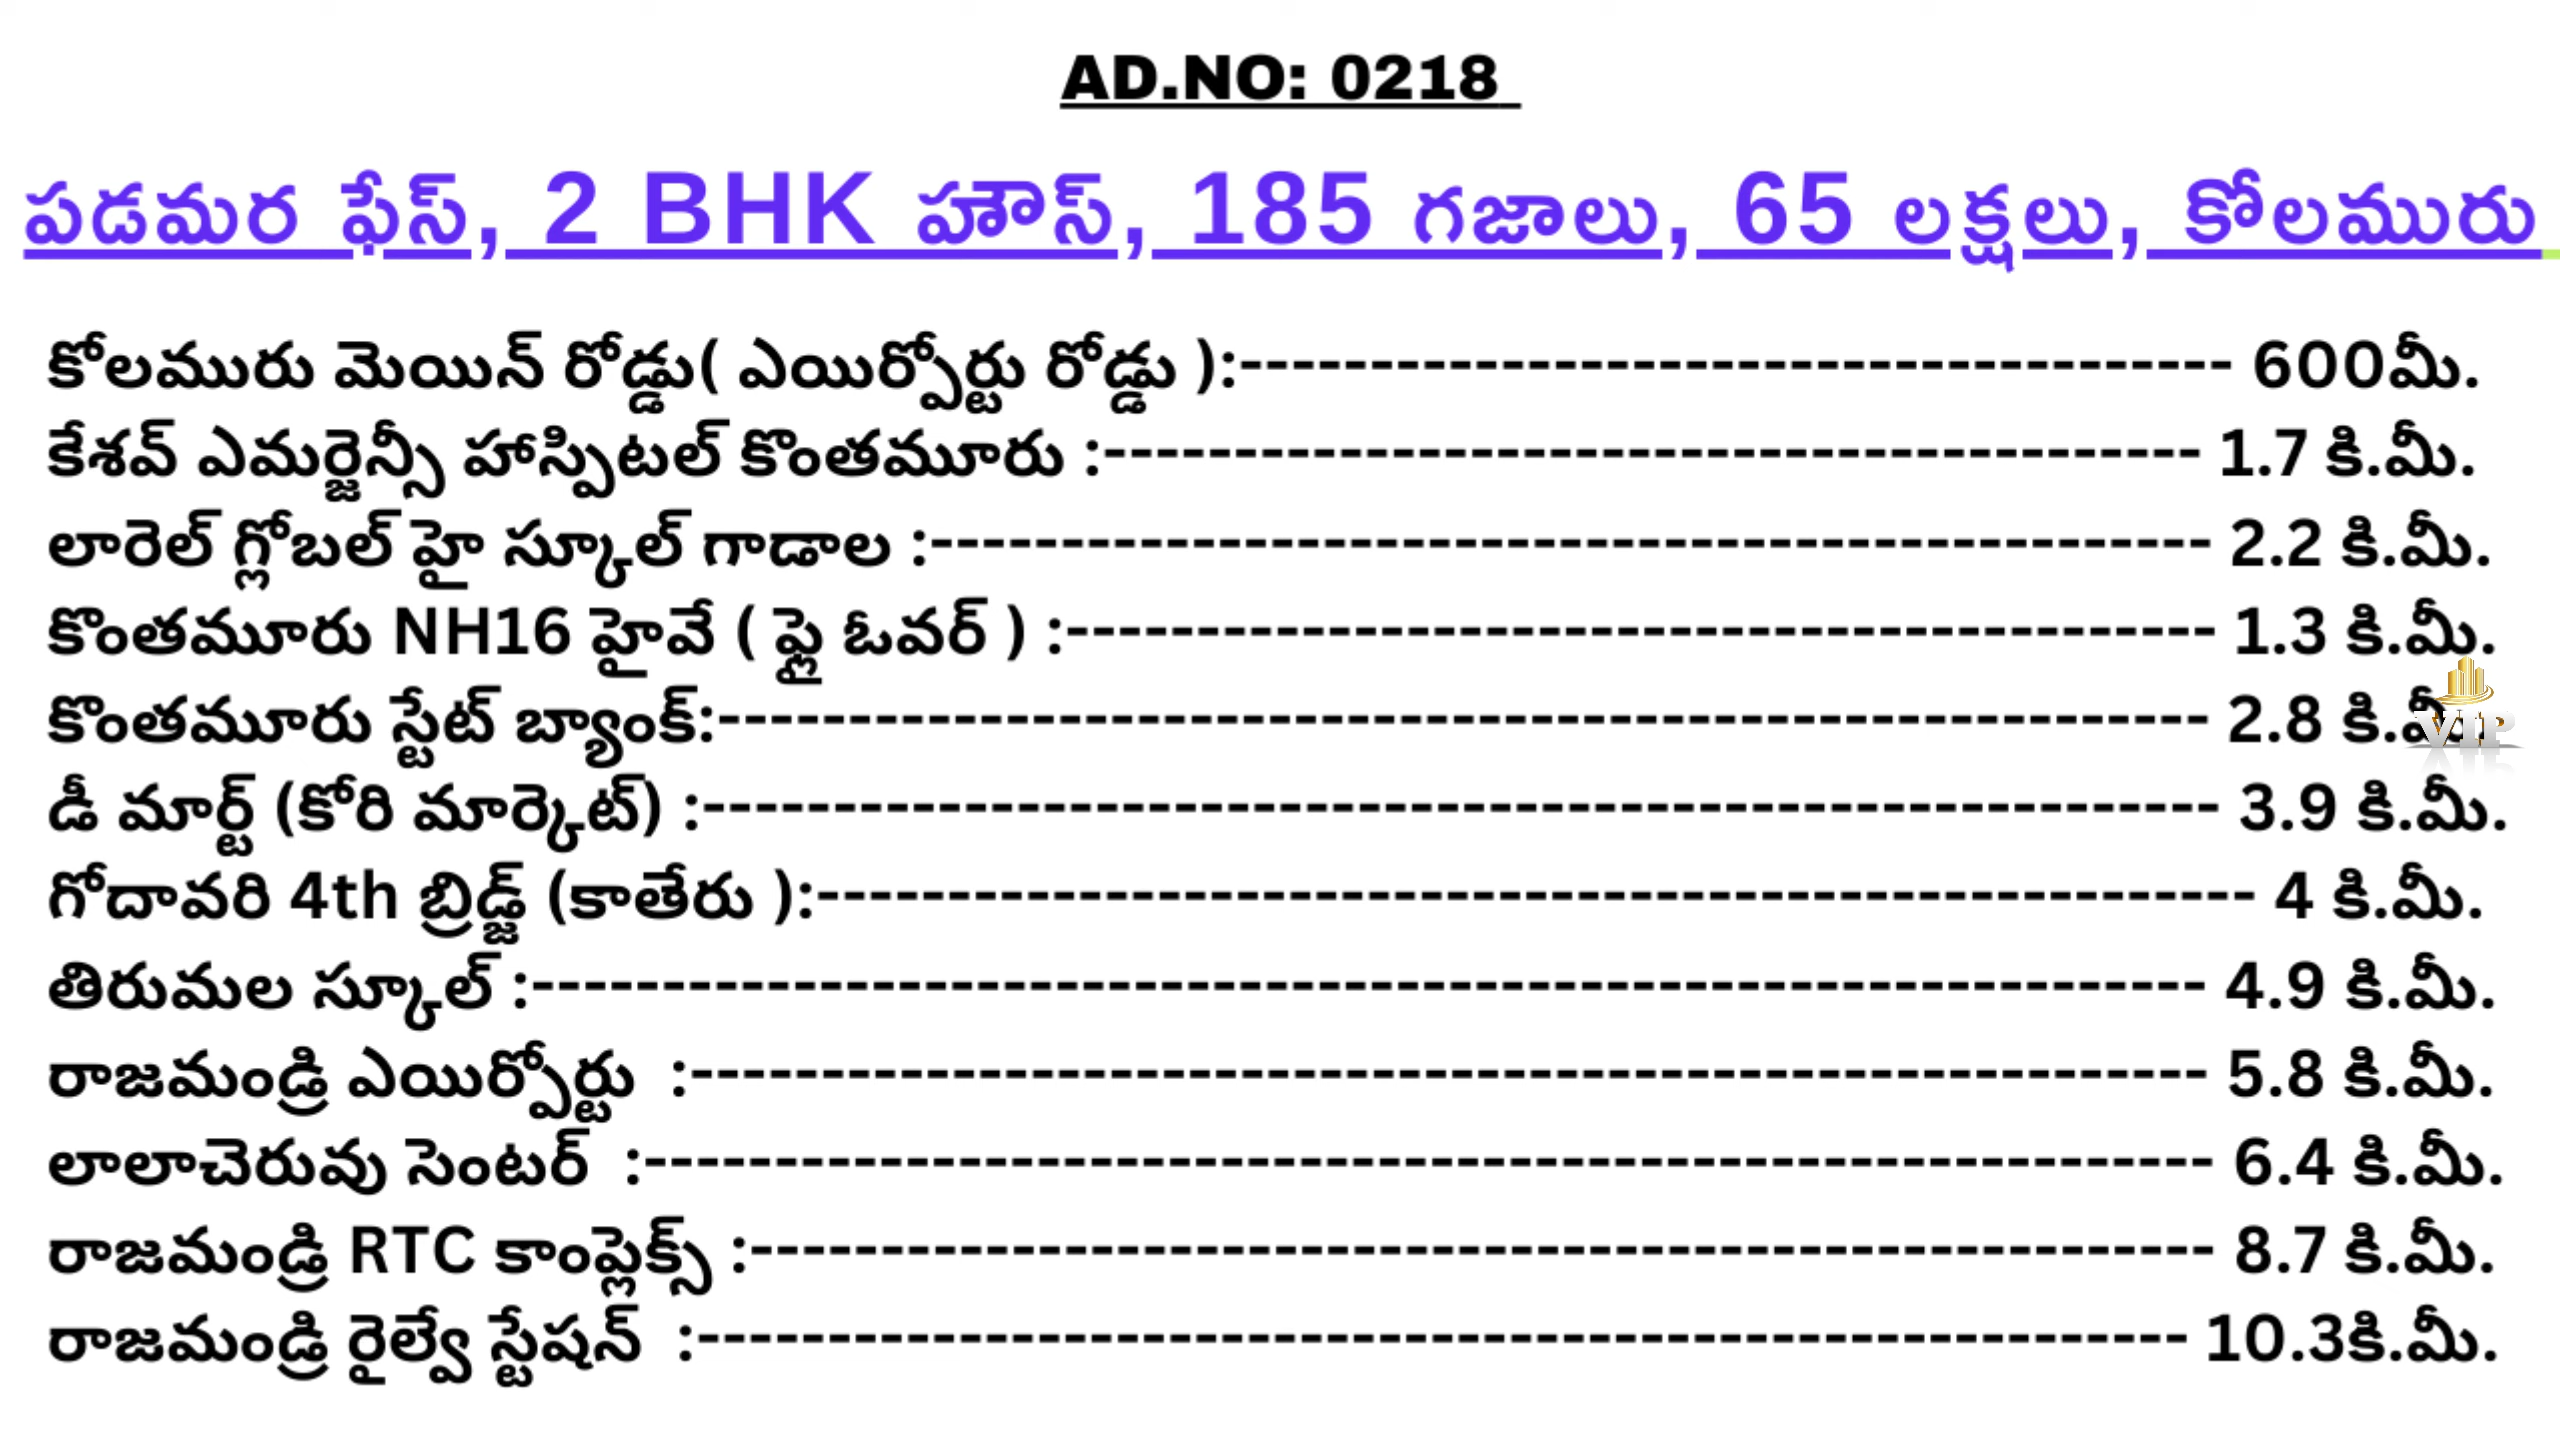 AD.NO: 0218
పడమర ఫేస్, 2 BHK హౌస్, 185 గజాలు, 65 లక్షలు, కోలమురు
కోలమురు మెయిన్ రోడ్డు( ఎయిర్పోర్టు రోడ్డు ):-------------------------------------- 600మీ.
కేశవ్ ఎమర్జెన్సీ హాస్పిటల్ కొంతమూరు :------------------------------------------ 1.7 కి.మీ.
లారెల్ గ్లోబల్ హై స్కూల్ గాడాల :------------------------------------------------- 2.2 కి.మీ.
కొంతమూరు NH16 హైవే ( ఫ్లై ఓవర్ ) :-------------------------------------------- 1.3 కి.మీ.
కొంతమూరు స్టేట్ బ్యాంక్:--------------------------------------------------------- 2.8 కి.మీ.
డీ మార్ట్ (కోరి మార్కెట్) :---------------------------------------------------------- 3.9 కి.మీ.
గోదావరి 4th బ్రిడ్జ్ (కాతేరు ):------------------------------------------------------- 4 కి.మీ.
తిరుమల స్కూల్ :---------------------------------------------------------------- 4.9 కి.మీ.
రాజమండ్రి ఎయిర్పోర్టు  :---------------------------------------------------------- 5.8 కి.మీ.
లాలాచెరువు సెంటర్  :------------------------------------------------------------ 6.4 కి.మీ.
రాజమండ్రి RTC కాంప్లెక్స్ :-------------------------------------------------------- 8.7 కి.మీ.
రాజమండ్రి రైల్వే స్టేషన్  :--------------------------------------------------------- 10.3కి.మీ.
VIP